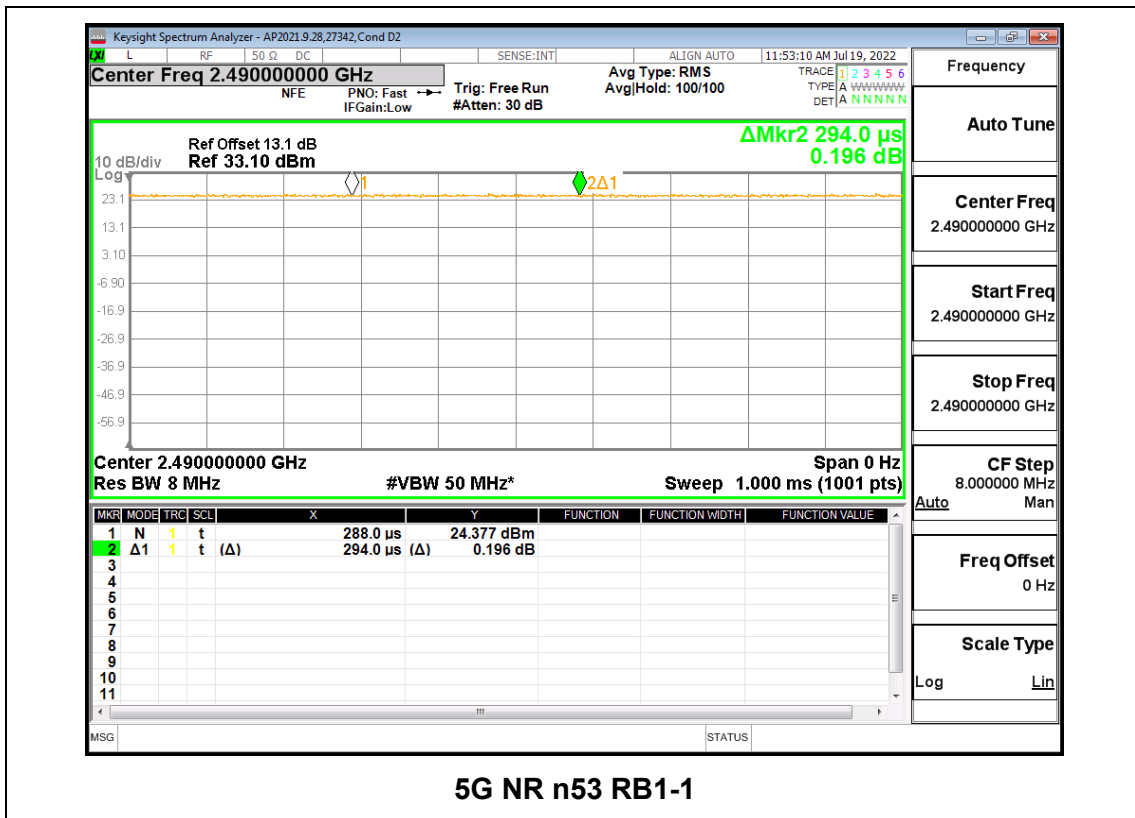 Keysight Spectrum Analyzer - AP2021.9.28,27342,Cond D2
LXI L RF 50 Ω DC SENSE:INT ALIGN AUTO 11:53:10 AM Jul 19, 2022
Center Freq 2.490000000 GHz
NFE
PNO: Fast
IFGain:Low
Trig: Free Run
#Atten: 30 dB
Avg Type: RMS
Avg|Hold: 100/100
TRACE 1 2 3 4 5 6
TYPE A WWWWW
DET A N N N N N
ΔMkr2 294.0 µs
0.196 dB
Ref Offset 13.1 dB
Ref 33.10 dBm
10 dB/div
Log
1
2Δ1
23.1
13.1
3.10
-6.90
-16.9
-26.9
-36.9
-46.9
-56.9
Center 2.490000000 GHz
Span 0 Hz
Res BW 8 MHz
#VBW 50 MHz*
Sweep 1.000 ms (1001 pts)
MKR MODE TRC SCL X Y FUNCTION FUNCTION WIDTH FUNCTION VALUE
1 N 1 t 288.0 µs 24.377 dBm
2 Δ1 1 t (Δ) 294.0 µs (Δ) 0.196 dB
3
4
5
6
7
8
9
10
11
MSG
STATUS
Frequency
Auto Tune
Center Freq
2.490000000 GHz
Start Freq
2.490000000 GHz
Stop Freq
2.490000000 GHz
CF Step
8.000000 MHz
Auto Man
Freq Offset
0 Hz
Scale Type
Log Lin
5G NR n53 RB1-1